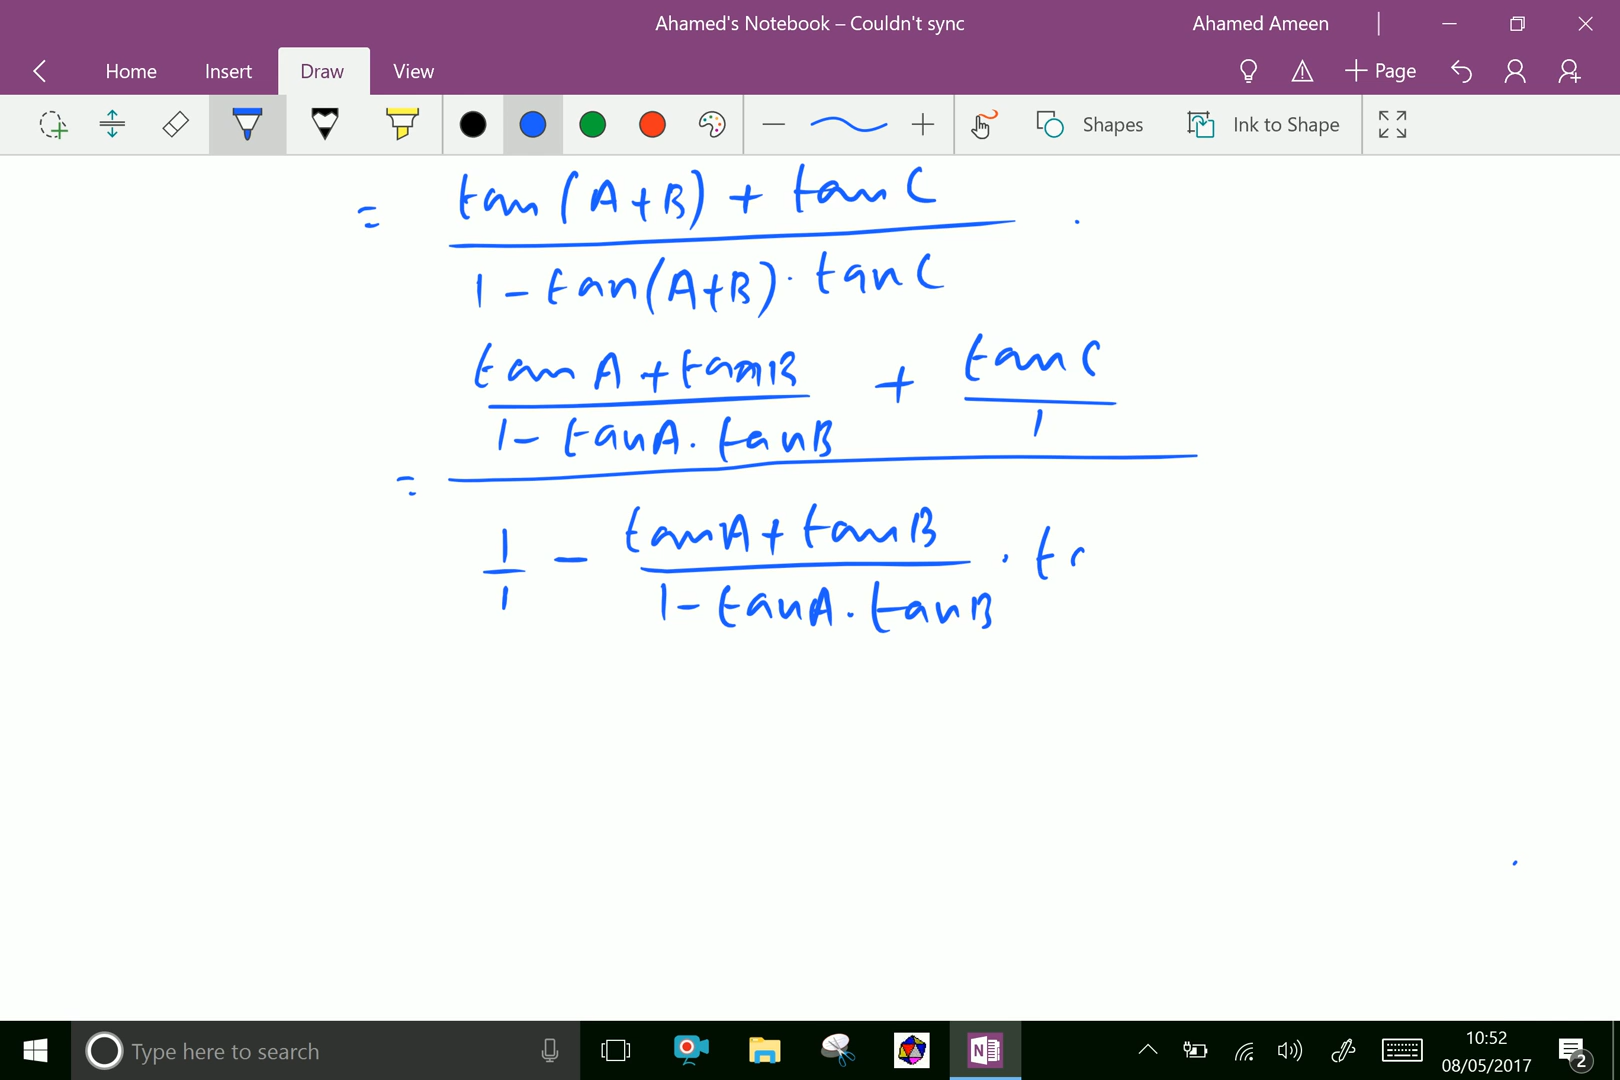 Ahamed's Notebook – Couldn't sync
Ahamed Ameen
Home Insert Draw View
Page
Shapes
Ink to Shape
= tan(A+B) + tanC
1 - tan(A+B) · tanC
tanA + tanB + tanC
1 - tanA · tanB 1
=
1 - tanA + tanB · t
1 1 - tanA · tanB
Type here to search
N
10:52
08/05/2017
2